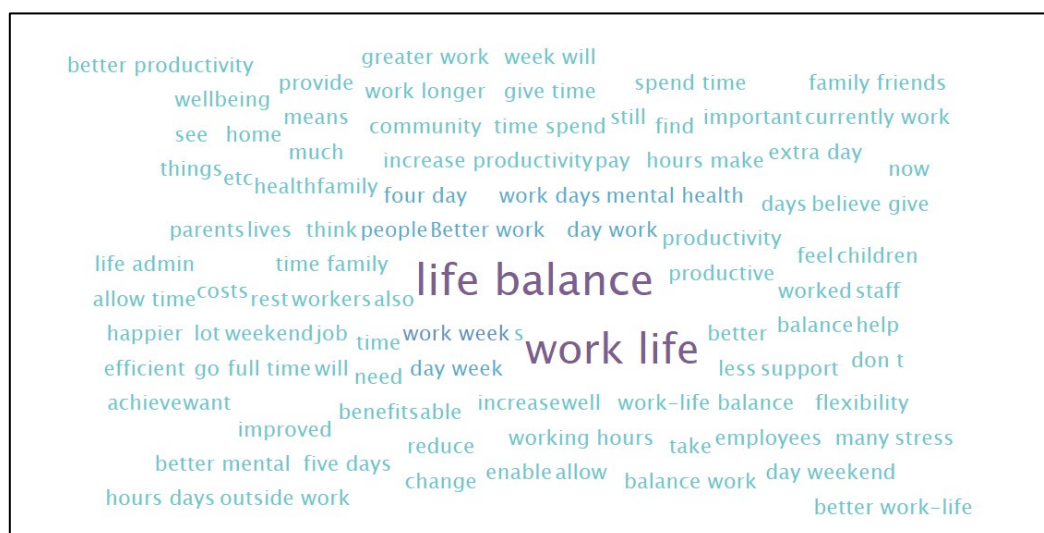 greater work week will
better productivity
provide work longer give time spend time family friends
wellbeing
means community time spend still find important currently work
see home
much increase productivity pay hours make extra day
things etc healthfamily now
four day work days mental health days believe give
parents lives think people Better work day work productivity
life admin time family life balance productive feel children
allow time costs rest workers also worked staff
happier lot weekend job time work week s work life better balance help
efficient go full time will need day week less support don t
achieve want benefits able increase well work-life balance flexibility
improved
reduce working hours take employees many stress
better mental five days change enable allow balance work day weekend
hours days outside work
better work-life